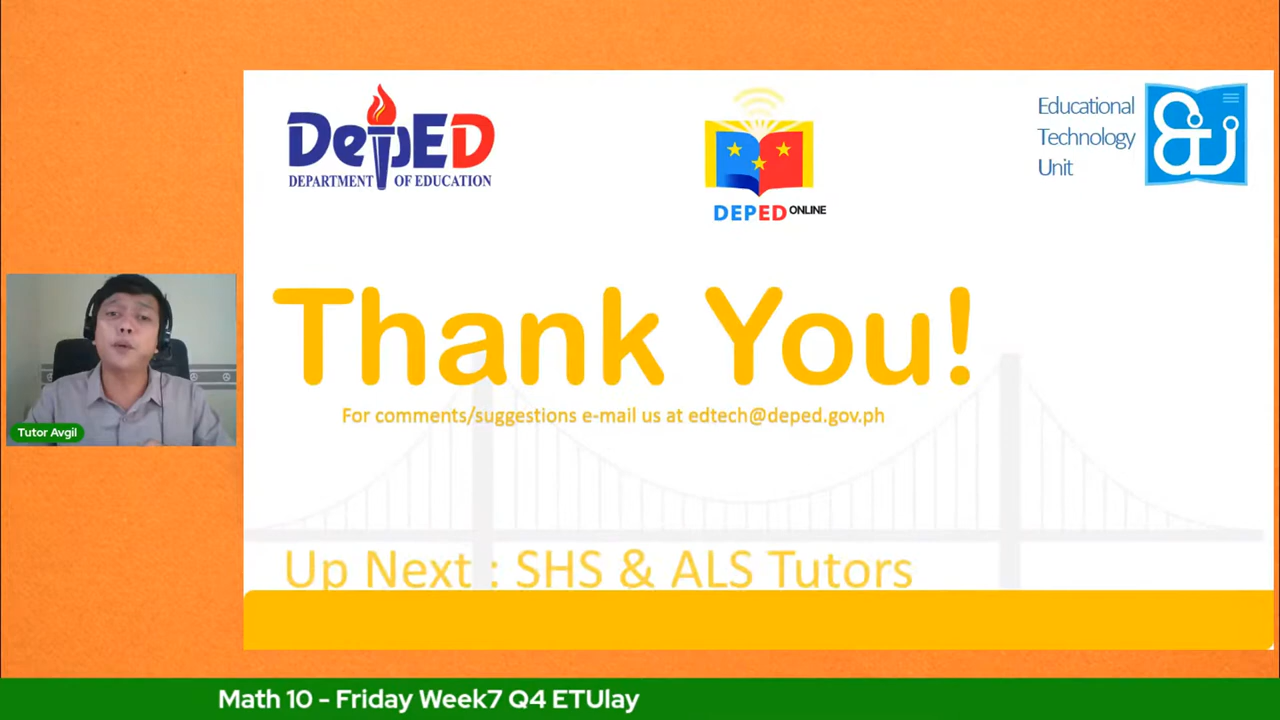 DepED
DEPARTMENT OF EDUCATION
DEPED ONLINE
Educational
Technology
Unit
Thank You!
For comments/suggestions e-mail us at edtech@deped.gov.ph
Tutor Avgil
Up Next : SHS & ALS Tutors
Math 10 - Friday Week7 Q4 ETUlay